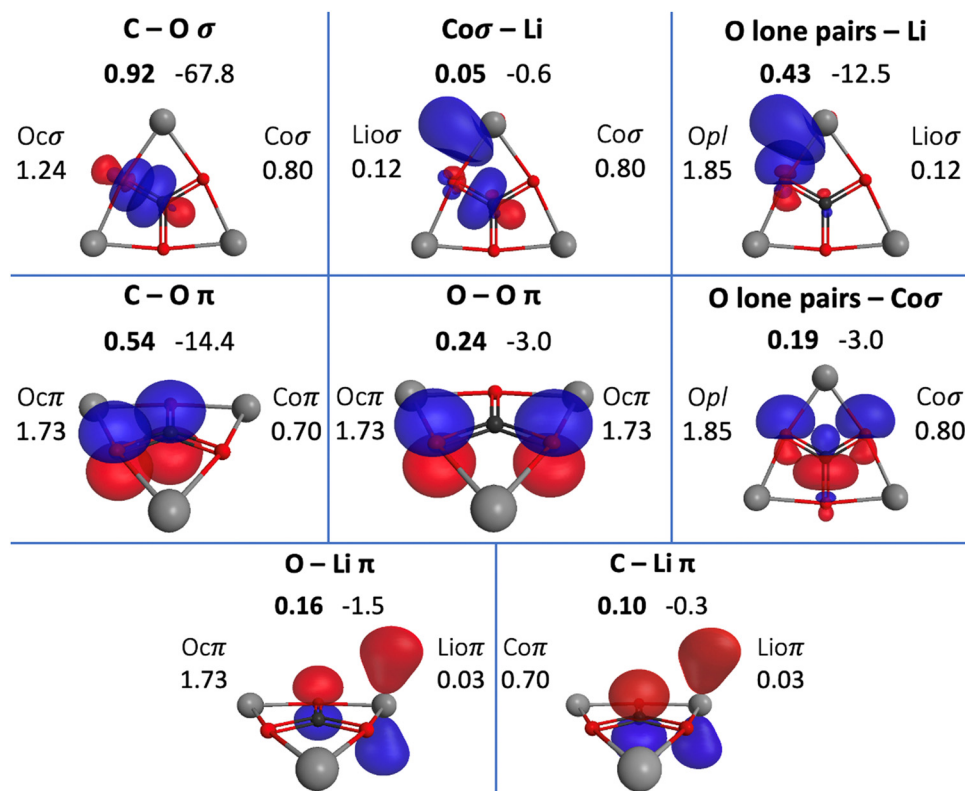 C – O σ
0.92 -67.8
Ocσ
1.24
Coσ
0.80
Coσ – Li
0.05 -0.6
Lioσ
0.12
Coσ
0.80
O lone pairs – Li
0.43 -12.5
Opl
1.85
Lioσ
0.12
C – O π
0.54 -14.4
Ocπ
1.73
Coπ
0.70
O – O π
0.24 -3.0
Ocπ
1.73
Ocπ
1.73
O lone pairs – Coσ
0.19 -3.0
Opl
1.85
Coσ
0.80
O – Li π
0.16 -1.5
Ocπ
1.73
Lioπ
0.03
C – Li π
0.10 -0.3
Coπ
0.70
Lioπ
0.03